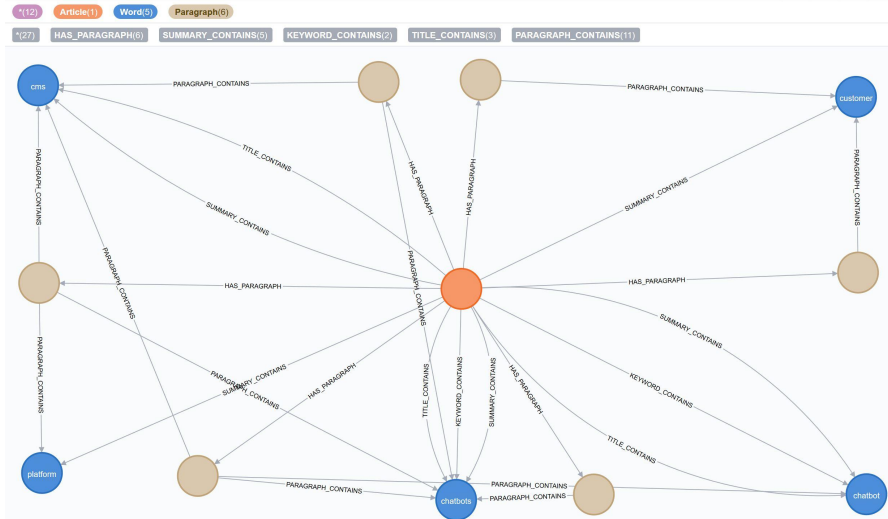 *(12) Article(1) Word(5) Paragraph(6)
*(27) HAS_PARAGRAPH(6) SUMMARY_CONTAINS(5) KEYWORD_CONTAINS(2) TITLE_CONTAINS(3) PARAGRAPH_CONTAINS(11)
cms
PARAGRAPH_CONTAINS
PARAGRAPH_CONTAINS
customer
TITLE_CONTAINS
HAS_PARAGRAPH
HAS_PARAGRAPH
PARAGRAPH_CONTAINS
SUMMARY_CONTAINS
SUMMARY_CONTAINS
PARAGRAPH_CONTAINS
PARAGRAPH_CONTAINS
PARAGRAPH_CONTAINS
HAS_PARAGRAPH
HAS_PARAGRAPH
SUMMARY_CONTAINS
PARAGRAPH_CONTAINS
SUMMARY_CONTAINS
PARAGRAPH_CONTAINS
HAS_PARAGRAPH
TITLE_CONTAINS
KEYWORD_CONTAINS
SUMMARY_CONTAINS
HAS_PARAGRAPH
KEYWORD_CONTAINS
TITLE_CONTAINS
platform
PARAGRAPH_CONTAINS
PARAGRAPH_CONTAINS
chatbots
PARAGRAPH_CONTAINS
chatbot